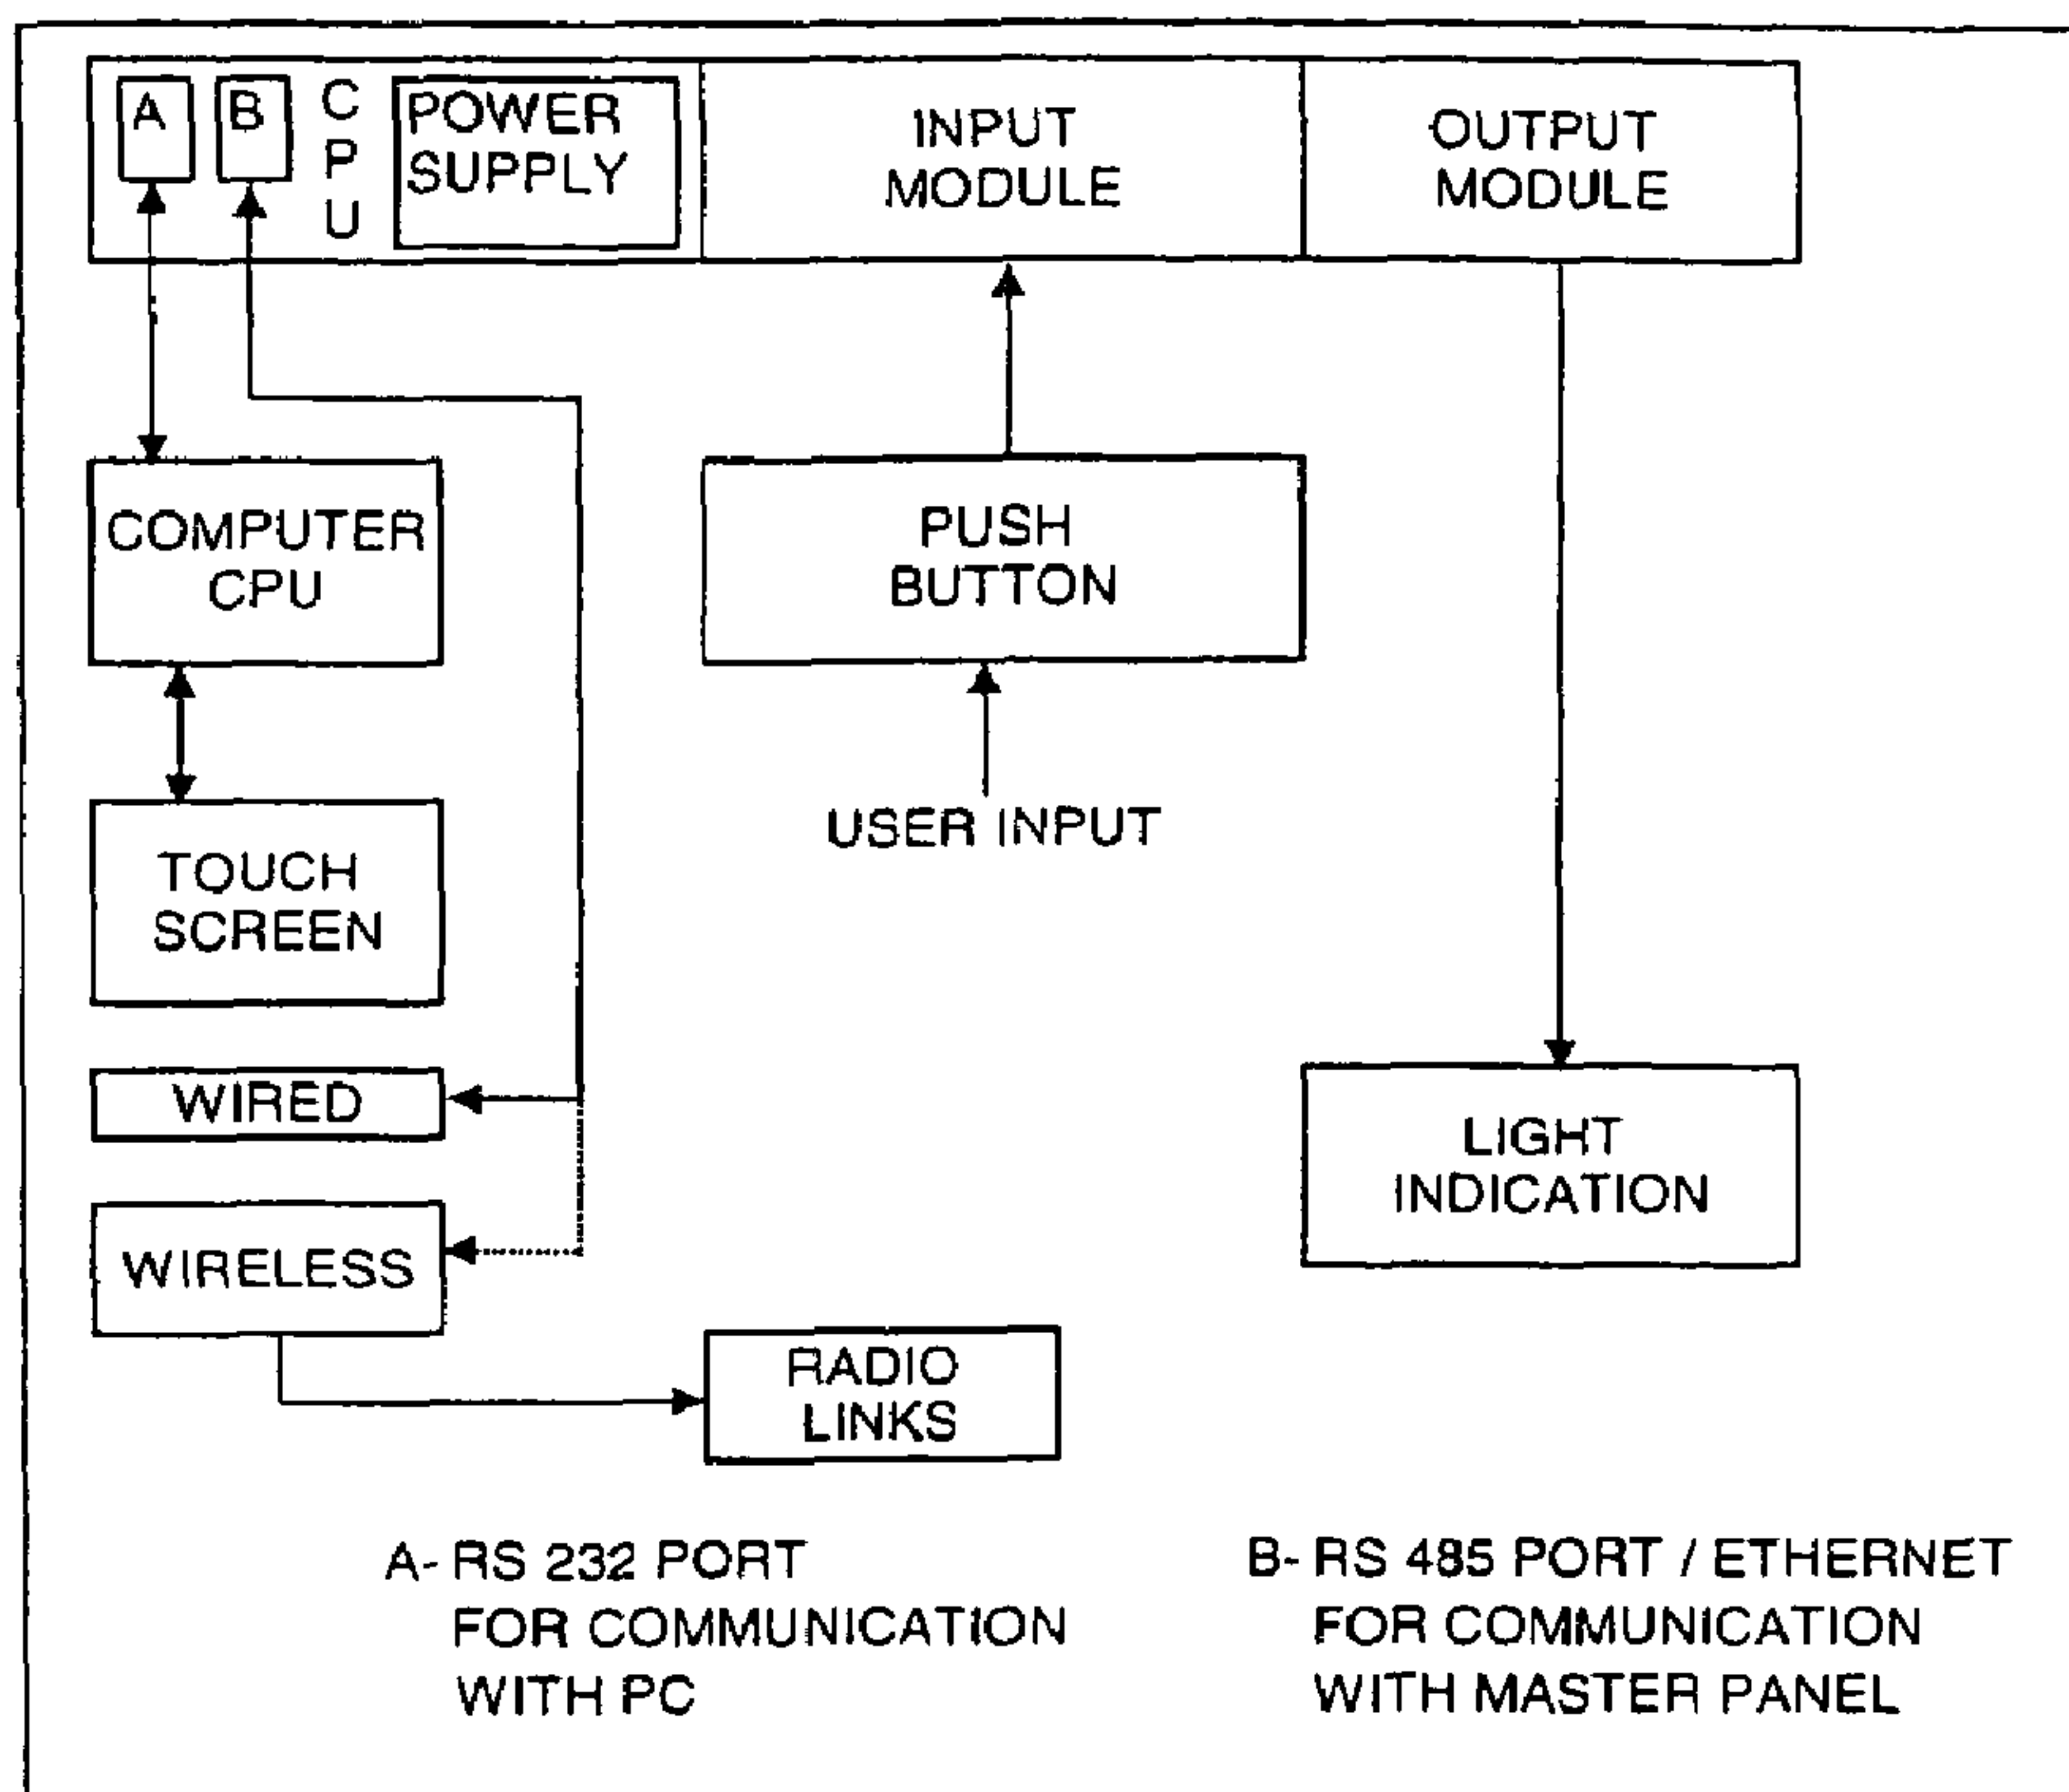 A
B
C
P
U
POWER
SUPPLY
INPUT
MODULE
OUTPUT
MODULE
COMPUTER
CPU
PUSH
BUTTON
TOUCH
SCREEN
USER INPUT
WIRED
WIRELESS
LIGHT
INDICATION
RADIO
LINKS
A- RS 232 PORT
FOR COMMUNICATION
WITH PC
B- RS 485 PORT / ETHERNET
FOR COMMUNICATION
WITH MASTER PANEL